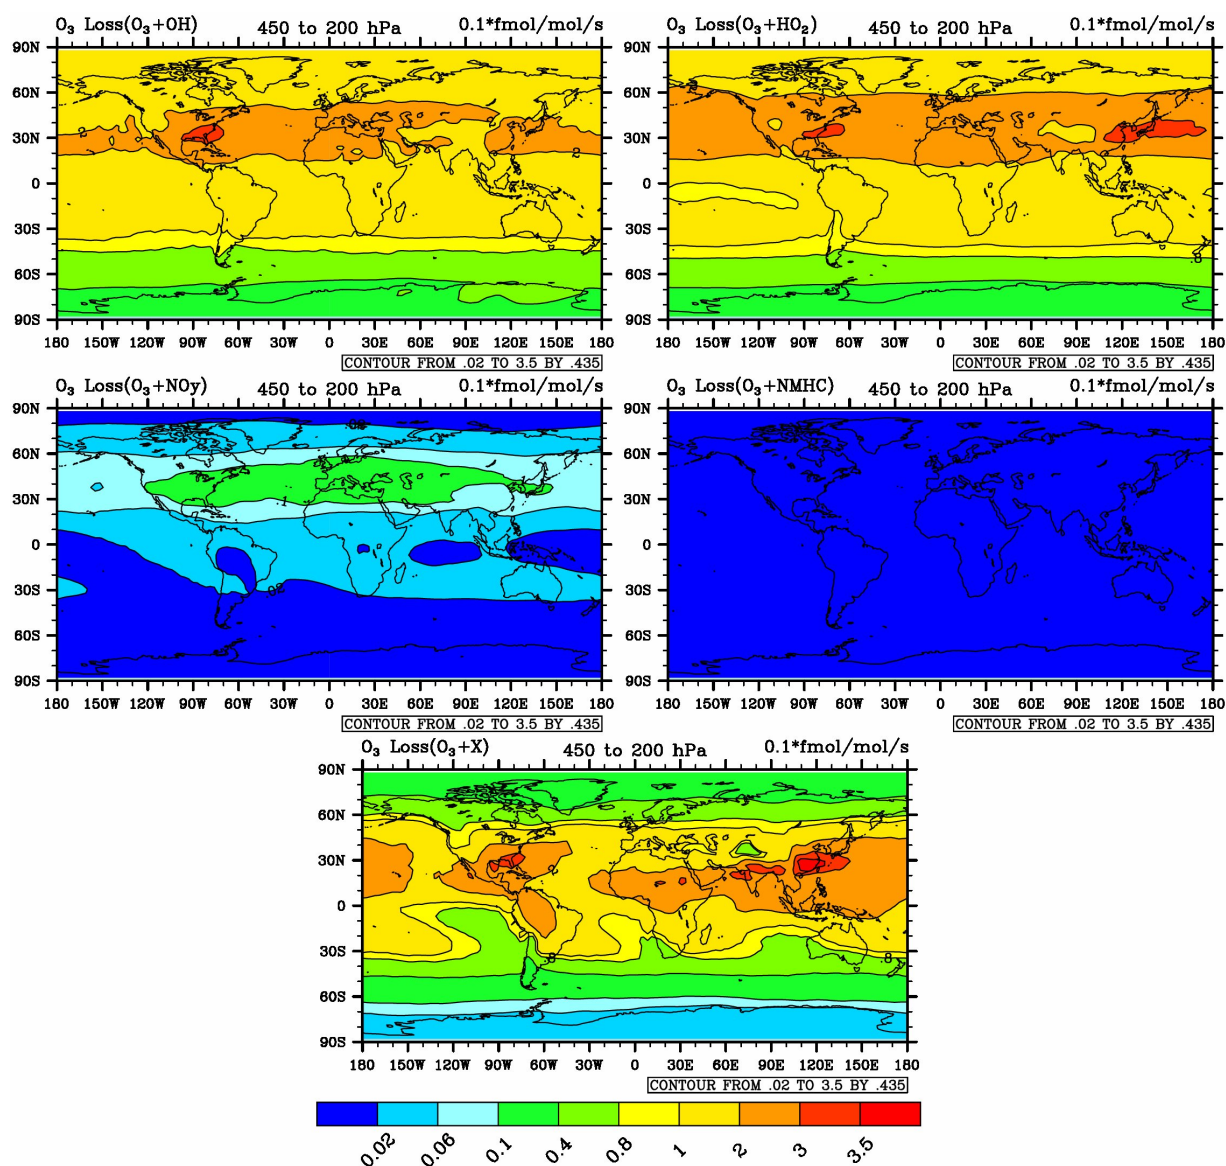 O₃ Loss(O₃+OH) 450 to 200 hPa 0.1*fmol/mol/s
90N
60N
30N
0
30S
60S
90S
2
2
180 150W 120W 90W 60W 30W 0 30E 60E 90E 120E 150E 180
CONTOUR FROM .02 TO 3.5 BY .435
O₃ Loss(O₃+HO₂) 450 to 200 hPa 0.1*fmol/mol/s
90N
60N
30N
0
30S
60S
90S
.8
180 150W 120W 90W 60W 30W 0 30E 60E 90E 120E 150E 180
CONTOUR FROM .02 TO 3.5 BY .435
O₃ Loss(O₃+NOy) 450 to 200 hPa 0.1*fmol/mol/s
90N
60N
30N
0
30S
60S
90S
.1
.02
180 150W 120W 90W 60W 30W 0 30E 60E 90E 120E 150E 180
CONTOUR FROM .02 TO 3.5 BY .435
O₃ Loss(O₃+NMHC) 450 to 200 hPa 0.1*fmol/mol/s
90N
60N
30N
0
30S
60S
90S
180 150W 120W 90W 60W 30W 0 30E 60E 90E 120E 150E 180
CONTOUR FROM .02 TO 3.5 BY .435
O₃ Loss(O₃+X) 450 to 200 hPa 0.1*fmol/mol/s
90N
60N
30N
0
30S
60S
90S
2
.8
.8
180 150W 120W 90W 60W 30W 0 30E 60E 90E 120E 150E 180
CONTOUR FROM .02 TO 3.5 BY .435
0.02 0.06 0.1 0.4 0.8 1 2 3 3.5